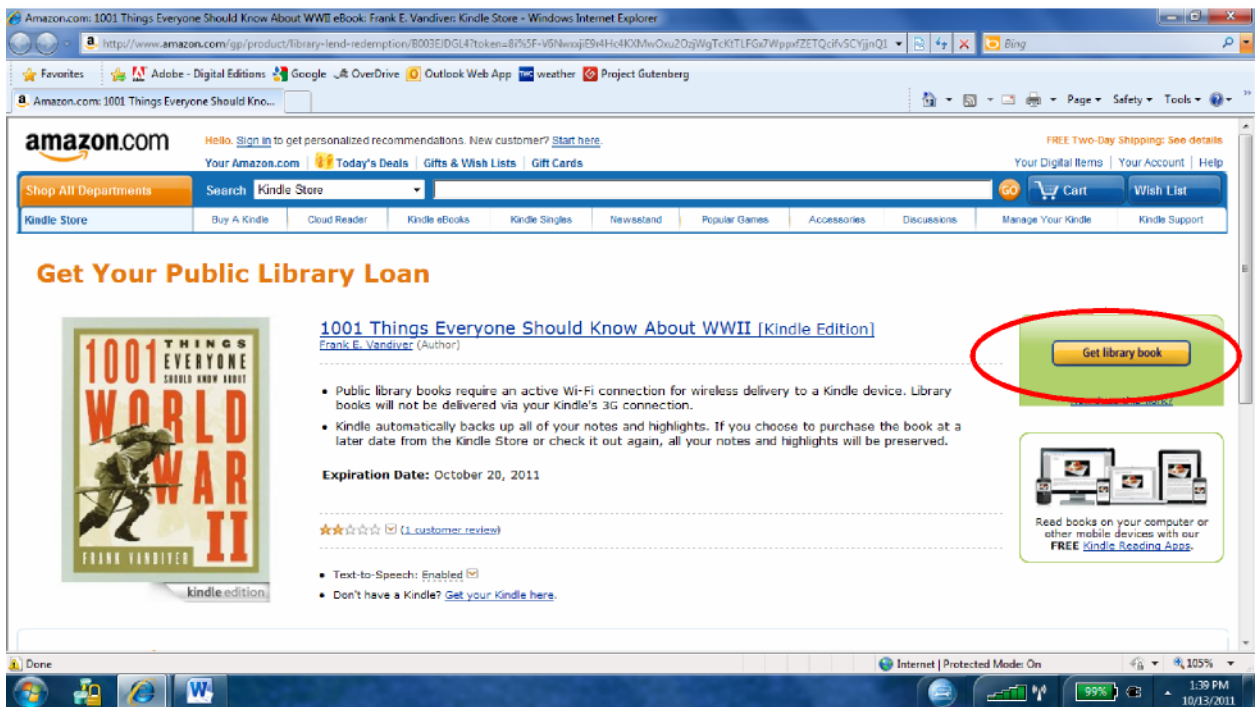 Amazon.com: 1001 Things Everyone Should Know About WWII eBook: Frank E. Vandiver: Kindle Store - Windows Internet Explorer
Bing
Favorites Adobe - Digital Editions Google OverDrive Outlook Web App weather Project Gutenberg
Amazon.com: 1001 Things Everyone Should Kno...
Page Safety Tools
amazon.com
Hello. Sign in to get personalized recommendations. New customer? Start here.
FREE Two-Day Shipping: See details
Your Amazon.com Today's Deals Gifts & Wish Lists Gift Cards
Your Digital Items Your Account Help
Shop All Departments Search Kindle Store GO Cart Wish List
Kindle Store Buy A Kindle Cloud Reader Kindle eBooks Kindle Singles Newsstand Popular Games Accessories Discussions Manage Your Kindle Kindle Support
Get Your Public Library Loan
1001 THINGS
EVERYONE
SHOULD KNOW ABOUT
WORLD
WAR
II
FRANK VANDIVER
kindle edition
1001 Things Everyone Should Know About WWII [Kindle Edition]
Frank E. Vandiver (Author)
• Public library books require an active Wi-Fi connection for wireless delivery to a Kindle device. Library
books will not be delivered via your Kindle's 3G connection.
• Kindle automatically backs up all of your notes and highlights. If you choose to purchase the book at a
later date from the Kindle Store or check it out again, all your notes and highlights will be preserved.
Expiration Date: October 20, 2011
(1 customer review)
• Text-to-Speech: Enabled
• Don't have a Kindle? Get your Kindle here.
Get library book
Read books on your computer or
other mobile devices with our
FREE Kindle Reading Apps.
Done Internet | Protected Mode: On 105%
99% 1:39 PM
10/13/2011